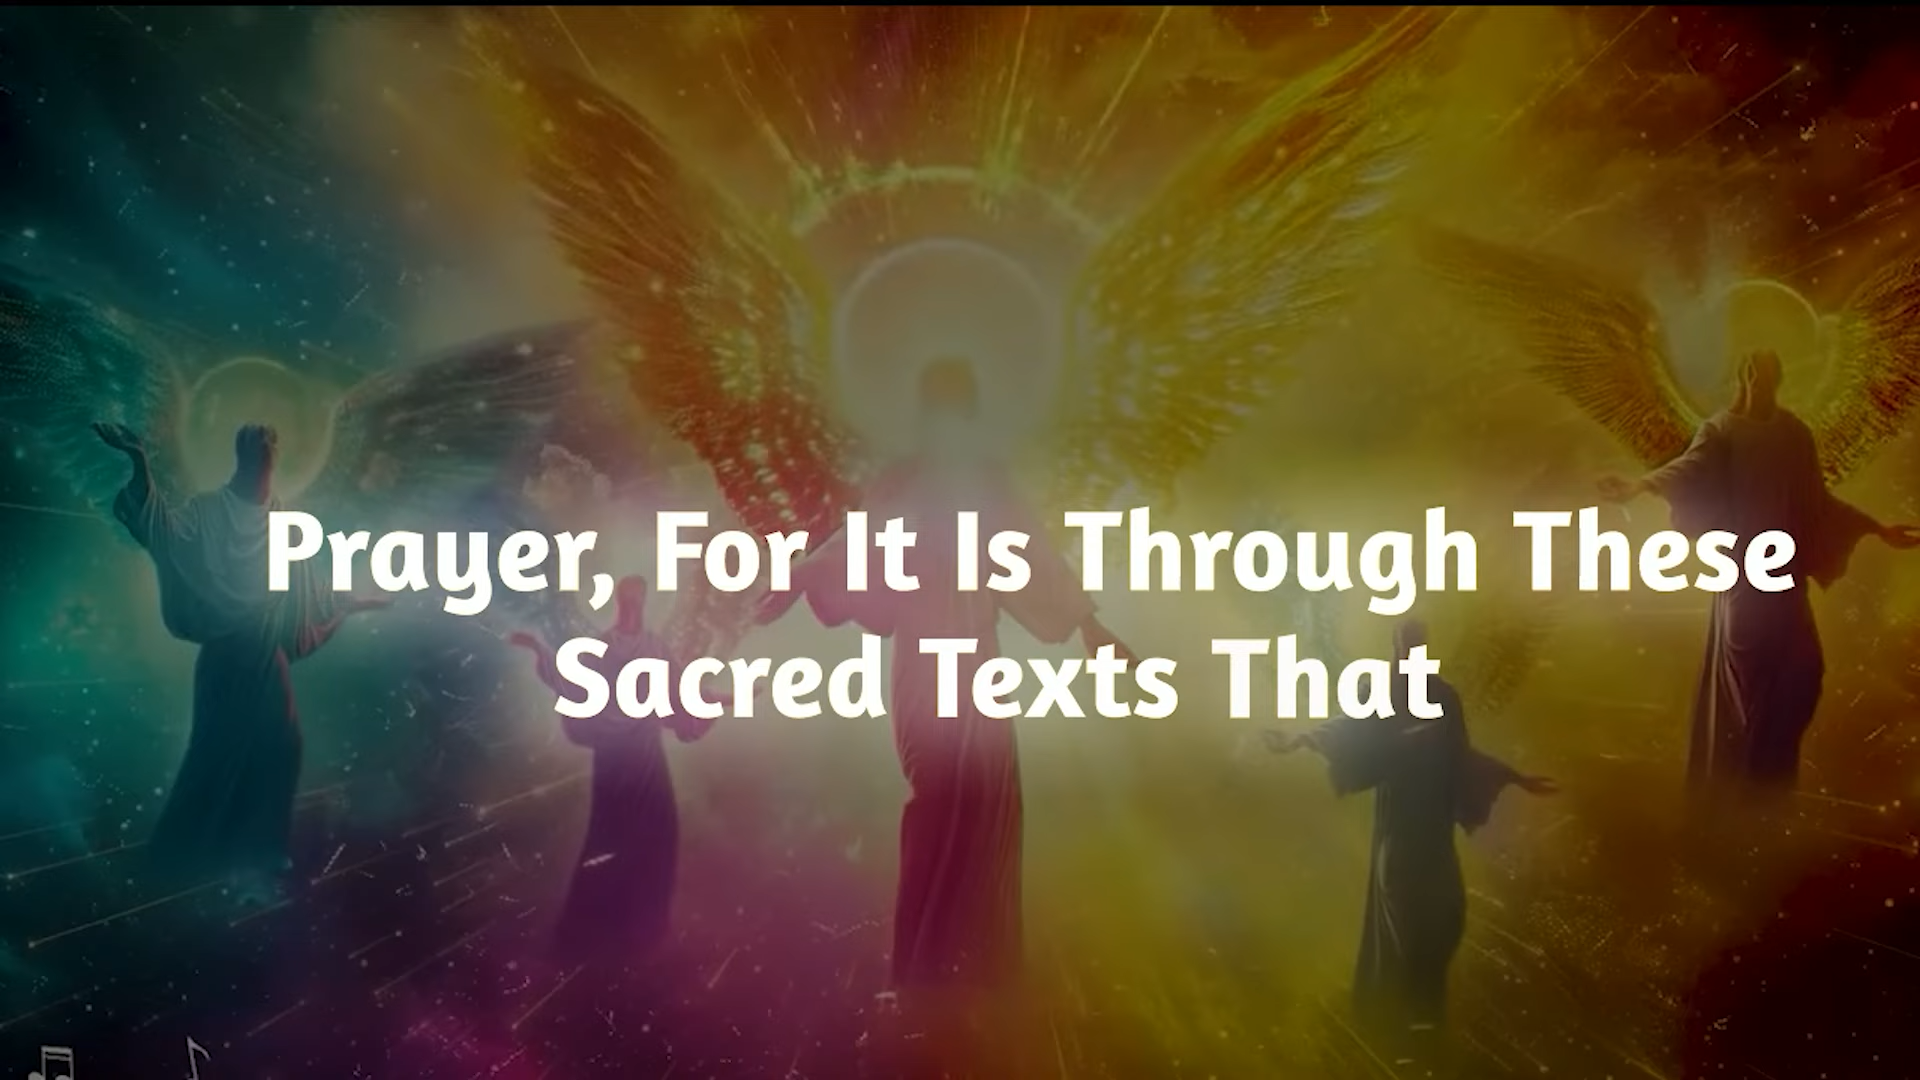 Prayer, For It Is Through These
Sacred Texts That